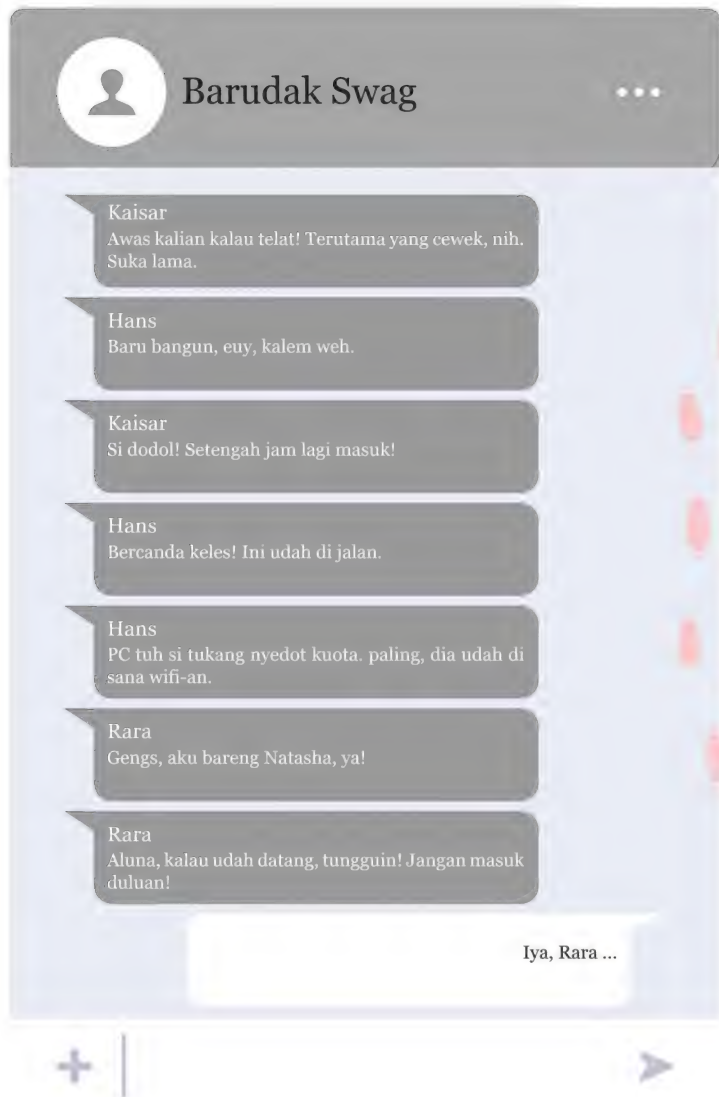 Barudak Swag
Kaisar
Awas kalian kalau telat! Terutama yang cewek, nih.
Suka lama.
Hans
Baru bangun, euy, kalem weh.
Kaisar
Si dodol! Setengah jam lagi masuk!
Hans
Bercanda keles! Ini udah di jalan.
Hans
PC tuh si tukang nyedot kuota. paling, dia udah di
sana wifi-an.
Rara
Gengs, aku bareng Natasha, ya!
Rara
Aluna, kalau udah datang, tungguin! Jangan masuk
duluan!
Iya, Rara ...